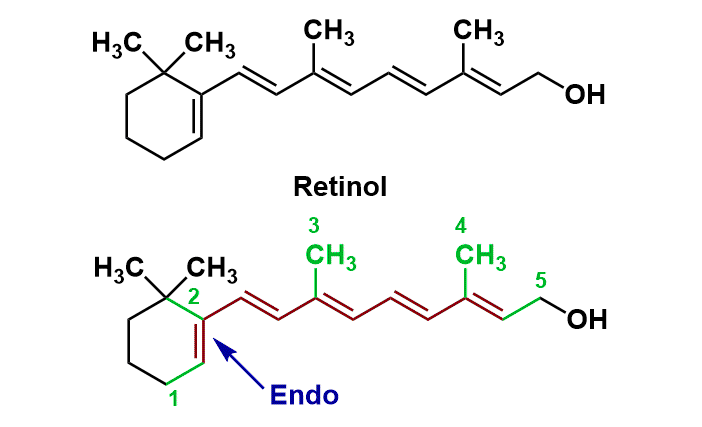 CH₃ CH₃
H₃C CH₃
OH
Retinol
3 4
CH₃ CH₃
H₃C CH₃ 5
2
OH
Endo
1